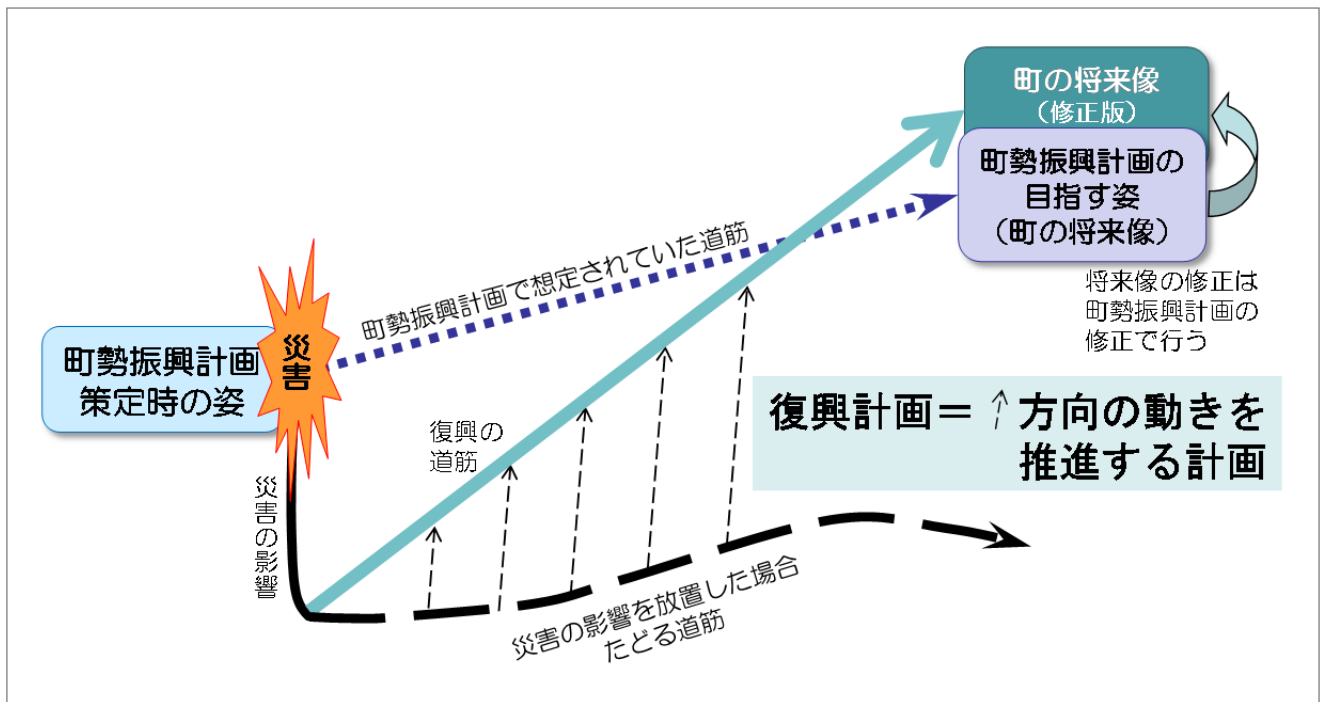 町の将来像
（修正版）
町勢振興計画の
目指す姿
（町の将来像）
将来像の修正は
町勢振興計画の
修正で行う
町勢振興計画で想定されていた道筋
災害
町勢振興計画
策定時の姿
復興の
道筋
災害の影響
復興計画＝↑方向の動きを
推進する計画
災害の影響を放置した場合
たどる道筋